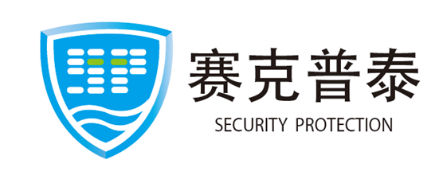 赛克普泰
SECURITY PROTECTION